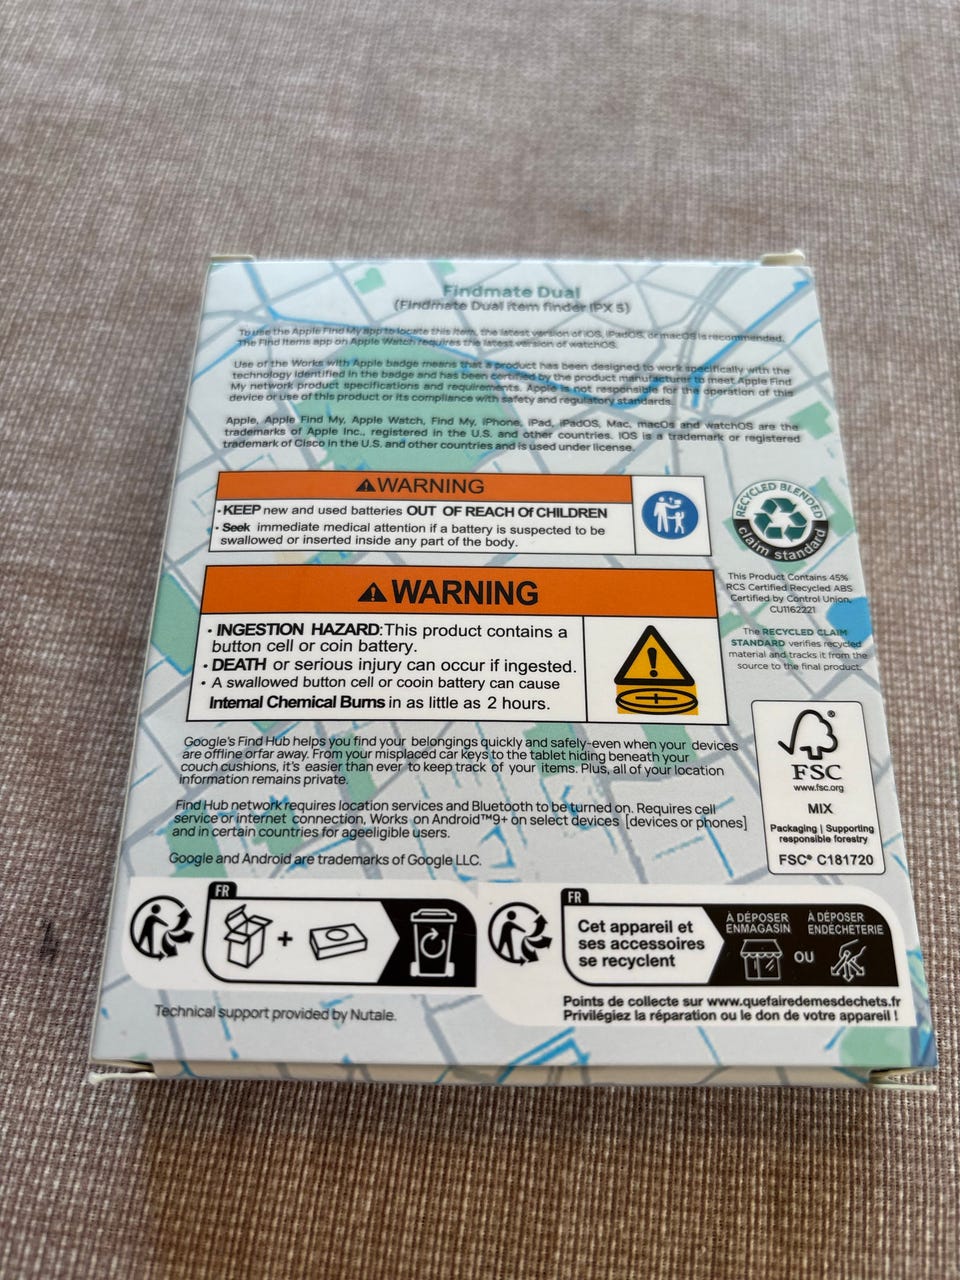 Findmate Dual
(Findmate Dual item finder IPX 5)
To use the Apple Find My app to locate this item, the latest version of iOS, iPadOS, or macOS is recommended.
The Find Items app on Apple Watch requires the latest version of watchOS.
Use of the Works with Apple badge means that a product has been designed to work specifically with the
technology identified in the badge and has been certified by the product manufacturer to meet Apple Find
My network product specifications and requirements. Apple is not responsible for the operation of this
device or use of this product or its compliance with safety and regulatory standards.
Apple, Apple Find My, Apple Watch, Find My, iPhone, iPad, iPadOS, Mac, macOs and watchOS are the
trademarks of Apple Inc., registered in the U.S. and other countries. IOS is a trademark or registered
trademark of Cisco in the U.S. and other countries and is used under license.
WARNING
· KEEP new and used batteries OUT OF REACH OF CHILDREN
· Seek immediate medical attention if a battery is suspected to be
swallowed or inserted inside any part of the body.
RECYCLED BLENDED
claim standard
This Product Contains 45%
RCS Certified Recycled ABS
Certified by Control Union,
CU1162221
The RECYCLED CLAIM
STANDARD verifies recycled
material and tracks it from the
source to the final product.
WARNING
· INGESTION HAZARD:This product contains a
button cell or coin battery.
· DEATH or serious injury can occur if ingested.
· A swallowed button cell or cooin battery can cause
Internal Chemical Burns in as little as 2 hours.
Google's Find Hub helps you find your belongings quickly and safely-even when your devices
are offline orfar away. From your misplaced car keys to the tablet hiding beneath your
couch cushions, it's easier than ever to keep track of your items. Plus, all of your location
information remains private.
Find Hub network requires location services and Bluetooth to be turned on. Requires cell
service or internet connection, Works on Android™9+ on select devices [devices or phones]
and in certain countries for ageeligible users.
Google and Android are trademarks of Google LLC.
FSC
®
www.fsc.org
MIX
Packaging | Supporting
responsible forestry
FSC® C181720
FR
+
FR
Cet appareil et
ses accessoires
se recyclent
À DÉPOSER
ENMAGASIN
OU
À DÉPOSER
ENDÉCHÈTERIE
Points de collecte sur www.quefairedemesdechets.fr
Privilégiez la réparation ou le don de votre appareil !
Technical support provided by Nutale.